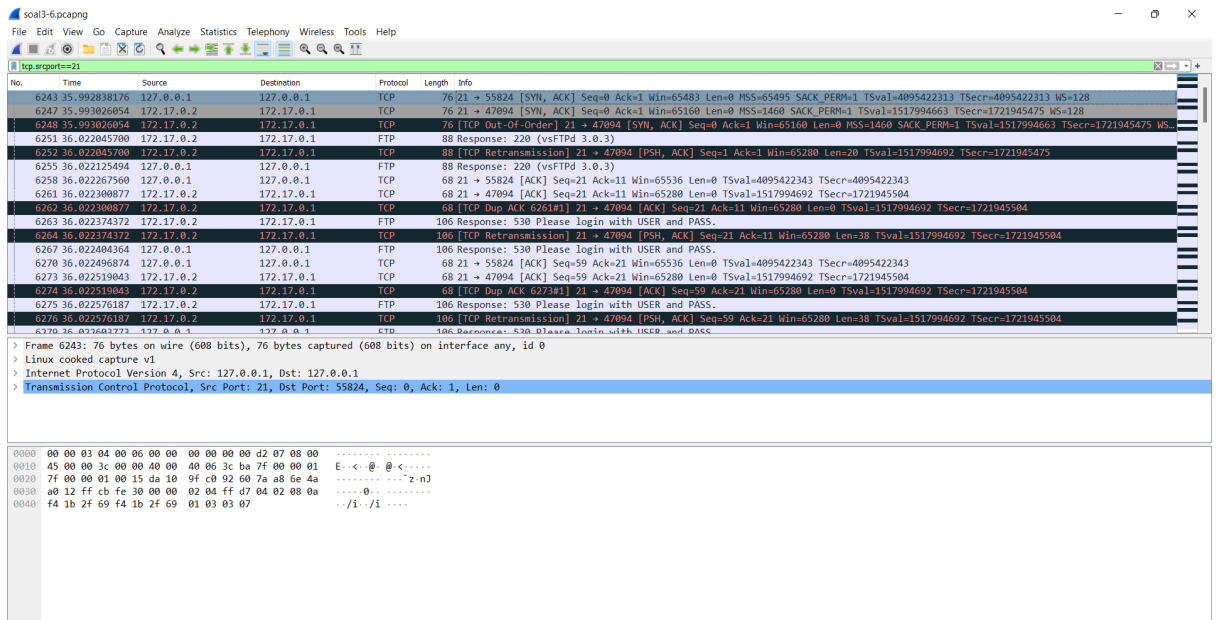 soal3-6.pcapng
File Edit View Go Capture Analyze Statistics Telephony Wireless Tools Help
tcp.srcport==21
No. Time Source Destination Protocol Length Info
6243 35.992838176 127.0.0.1 127.0.0.1 TCP 76 21 → 55824 [SYN, ACK] Seq=0 Ack=1 Win=65483 Len=0 MSS=65495 SACK_PERM=1 TSval=4095422313 TSecr=4095422313 WS=128
6247 35.993026054 172.17.0.2 172.17.0.1 TCP 76 21 → 47094 [SYN, ACK] Seq=0 Ack=1 Win=65160 Len=0 MSS=1460 SACK_PERM=1 TSval=1517994663 TSecr=1721945475 WS=128
6248 35.993026054 172.17.0.2 172.17.0.1 TCP 76 [TCP Out-Of-Order] 21 → 47094 [SYN, ACK] Seq=0 Ack=1 Win=65160 Len=0 MSS=1460 SACK_PERM=1 TSval=1517994663 TSecr=1721945475 WS…
6251 36.022045700 172.17.0.2 172.17.0.1 FTP 88 Response: 220 (vsFTPd 3.0.3)
6252 36.022045700 172.17.0.2 172.17.0.1 TCP 88 [TCP Retransmission] 21 → 47094 [PSH, ACK] Seq=1 Ack=1 Win=65280 Len=20 TSval=1517994692 TSecr=1721945475
6255 36.022125494 127.0.0.1 127.0.0.1 FTP 88 Response: 220 (vsFTPd 3.0.3)
6258 36.022267560 127.0.0.1 127.0.0.1 TCP 68 21 → 55824 [ACK] Seq=21 Ack=11 Win=65536 Len=0 TSval=4095422343 TSecr=4095422343
6261 36.022300877 172.17.0.2 172.17.0.1 TCP 68 21 → 47094 [ACK] Seq=21 Ack=11 Win=65280 Len=0 TSval=1517994692 TSecr=1721945504
6262 36.022300877 172.17.0.2 172.17.0.1 TCP 68 [TCP Dup ACK 6261#1] 21 → 47094 [ACK] Seq=21 Ack=11 Win=65280 Len=0 TSval=1517994692 TSecr=1721945504
6263 36.022374372 172.17.0.2 172.17.0.1 FTP 106 Response: 530 Please login with USER and PASS.
6264 36.022374372 172.17.0.2 172.17.0.1 TCP 106 [TCP Retransmission] 21 → 47094 [PSH, ACK] Seq=21 Ack=11 Win=65280 Len=38 TSval=1517994692 TSecr=1721945504
6267 36.022404364 127.0.0.1 127.0.0.1 FTP 106 Response: 530 Please login with USER and PASS.
6270 36.022496874 127.0.0.1 127.0.0.1 TCP 68 21 → 55824 [ACK] Seq=59 Ack=21 Win=65536 Len=0 TSval=4095422343 TSecr=4095422343
6273 36.022519043 172.17.0.2 172.17.0.1 TCP 68 21 → 47094 [ACK] Seq=59 Ack=21 Win=65280 Len=0 TSval=1517994692 TSecr=1721945504
6274 36.022519043 172.17.0.2 172.17.0.1 TCP 68 [TCP Dup ACK 6273#1] 21 → 47094 [ACK] Seq=59 Ack=21 Win=65280 Len=0 TSval=1517994692 TSecr=1721945504
6275 36.022576187 172.17.0.2 172.17.0.1 FTP 106 Response: 530 Please login with USER and PASS.
6276 36.022576187 172.17.0.2 172.17.0.1 TCP 106 [TCP Retransmission] 21 → 47094 [PSH, ACK] Seq=59 Ack=21 Win=65280 Len=38 TSval=1517994692 TSecr=1721945504
6279 36.022603773 127.0.0.1 127.0.0.1 FTP 106 Response: 530 Please login with USER and PASS
Frame 6243: 76 bytes on wire (608 bits), 76 bytes captured (608 bits) on interface any, id 0
Linux cooked capture v1
Internet Protocol Version 4, Src: 127.0.0.1, Dst: 127.0.0.1
Transmission Control Protocol, Src Port: 21, Dst Port: 55824, Seq: 0, Ack: 1, Len: 0
0000 00 00 03 04 00 06 00 00 00 00 00 00 d2 07 08 00 ········ ········
0010 45 00 00 3c 00 00 40 00 40 06 3c ba 7f 00 00 01 E··<··@· @·<·····
0020 7f 00 00 01 00 15 da 10 9f c0 92 60 7a a8 6e 4a ········ ···`z·nJ
0030 a0 12 ff cb fe 30 00 00 02 04 ff d7 04 02 08 0a ·····0·· ········
0040 f4 1b 2f 69 f4 1b 2f 69 01 03 03 07 ··/i··/i ····